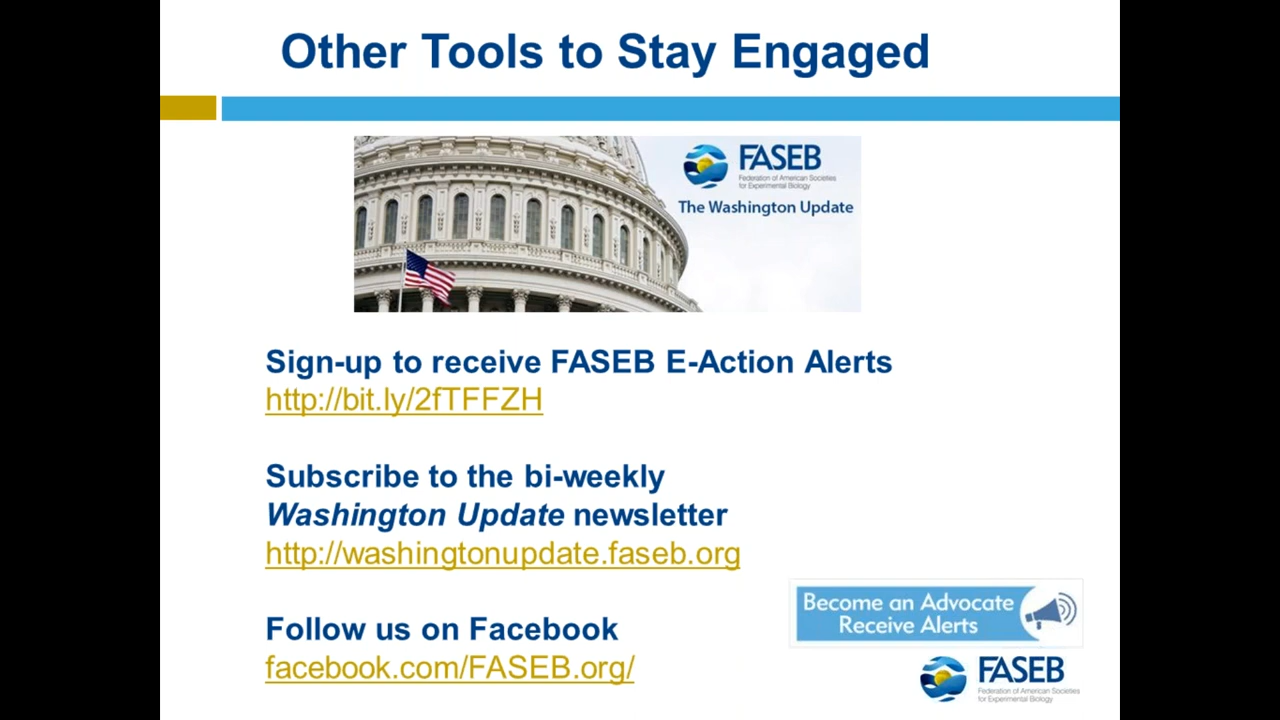 Other Tools to Stay Engaged
FASEB
Federation of American Societies
for Experimental Biology
The Washington Update
Sign-up to receive FASEB E-Action Alerts
http://bit.ly/2fTFFZH
Subscribe to the bi-weekly
Washington Update newsletter
http://washingtonupdate.faseb.org
Follow us on Facebook
facebook.com/FASEB.org/
Become an Advocate
Receive Alerts
FASEB
Federation of American Societies
for Experimental Biology